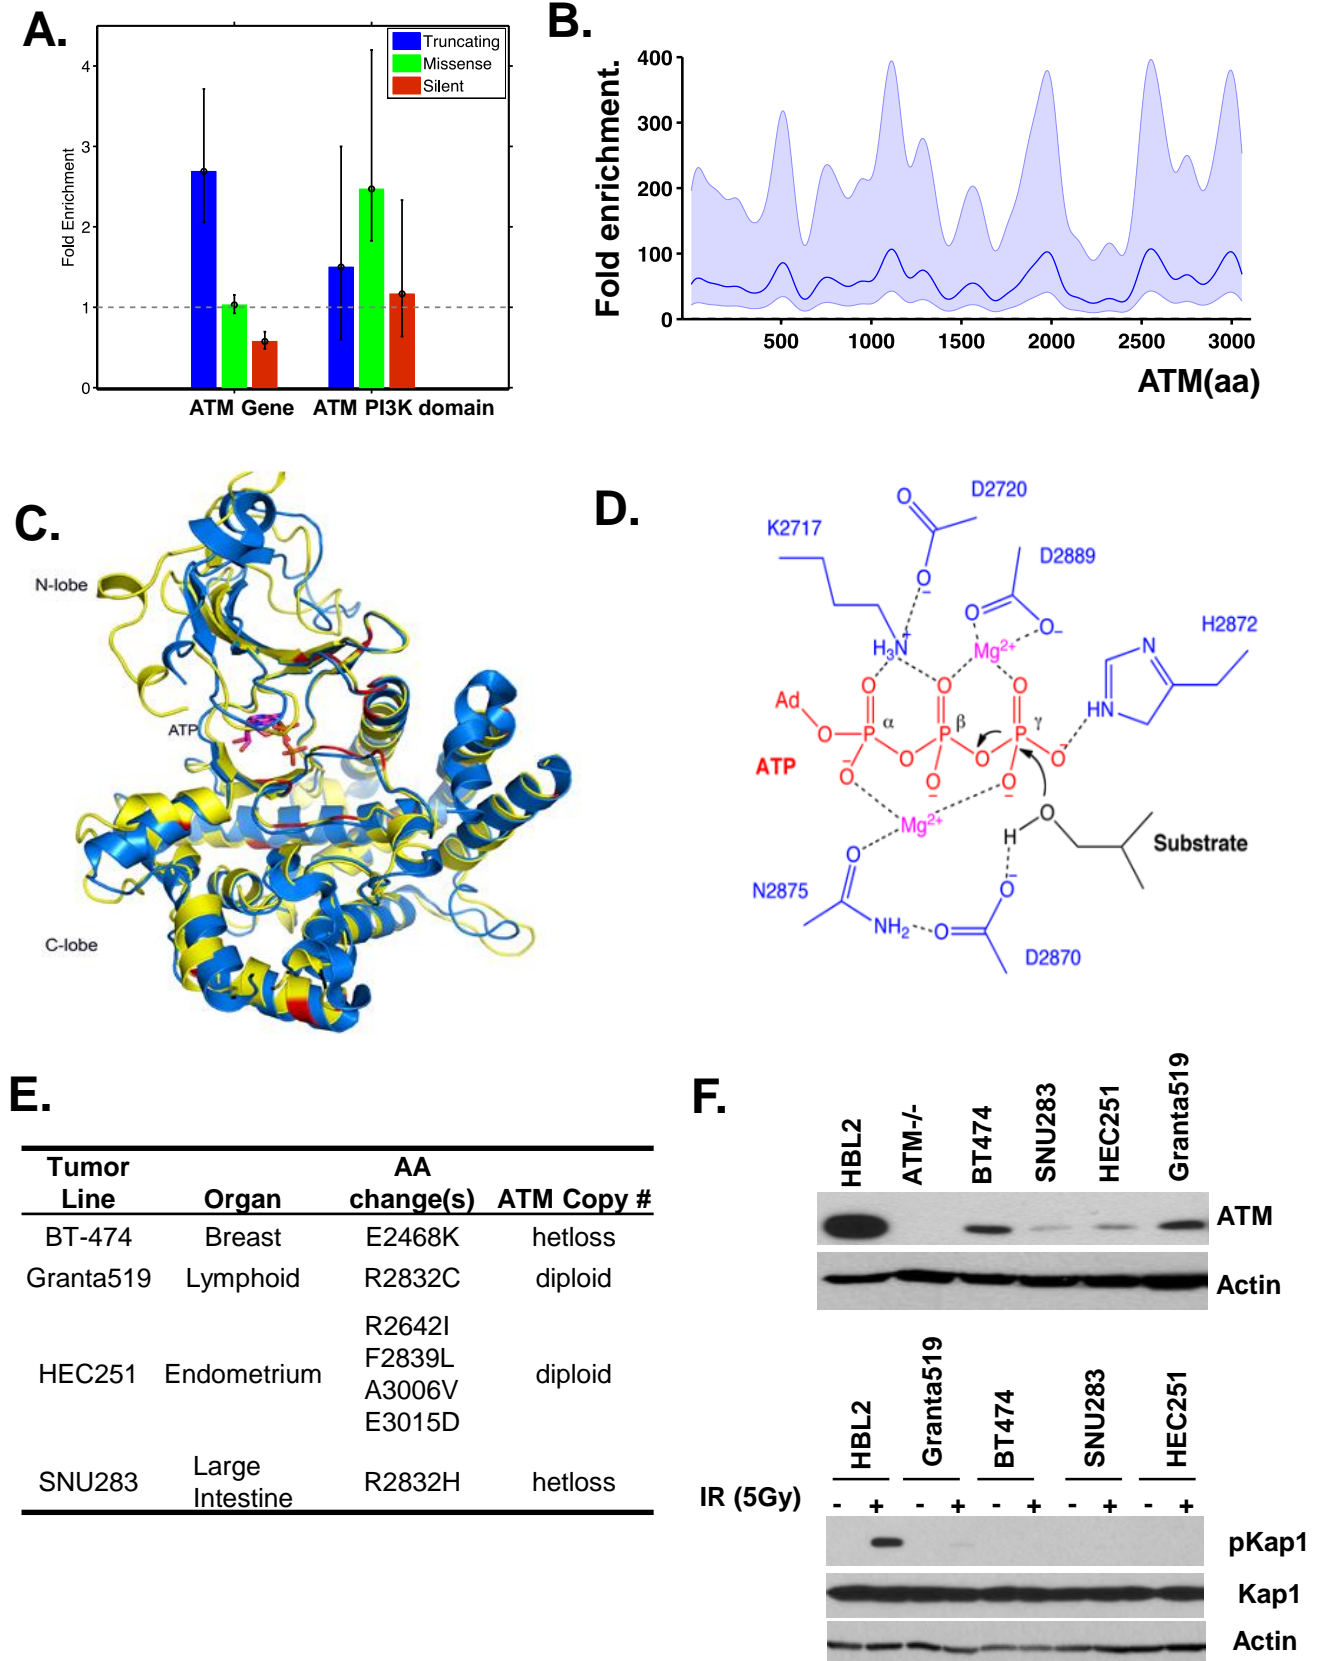 A.
Truncating
Missense
Silent
4
3
2
1
0
Fold Enrichment
ATM Gene
ATM PI3K domain
B.
Fold enrichment.
400
300
200
100
0
500 1000 1500 2000 2500 3000
ATM(aa)
C.
N-lobe
ATP
C-lobe
D.
D2720
K2717
D2889
H2872
O
O
−
O
O−
N
HN
H3N
+
Mg2+
O
O
O
Ad
α
β
γ
O
P
O
P
O
P
O
−
ATP
O
−
O
−
O
−
Mg2+
H
O
Substrate
O
N2875
NH2
O
O
−
D2870
E.
Tumor Line Organ AA change(s) ATM Copy #
BT-474 Breast E2468K hetloss
Granta519 Lymphoid R2832C diploid
R2642I
F2839L
HEC251 Endometrium diploid
A3006V
E3015D
SNU283 Large Intestine R2832H hetloss
F.
HBL2
ATM-/-
BT474
SNU283
HEC251
Granta519
ATM
Actin
HBL2
Granta519
BT474
SNU283
HEC251
IR (5Gy) - + - + - + - + - +
pKap1
Kap1
Actin